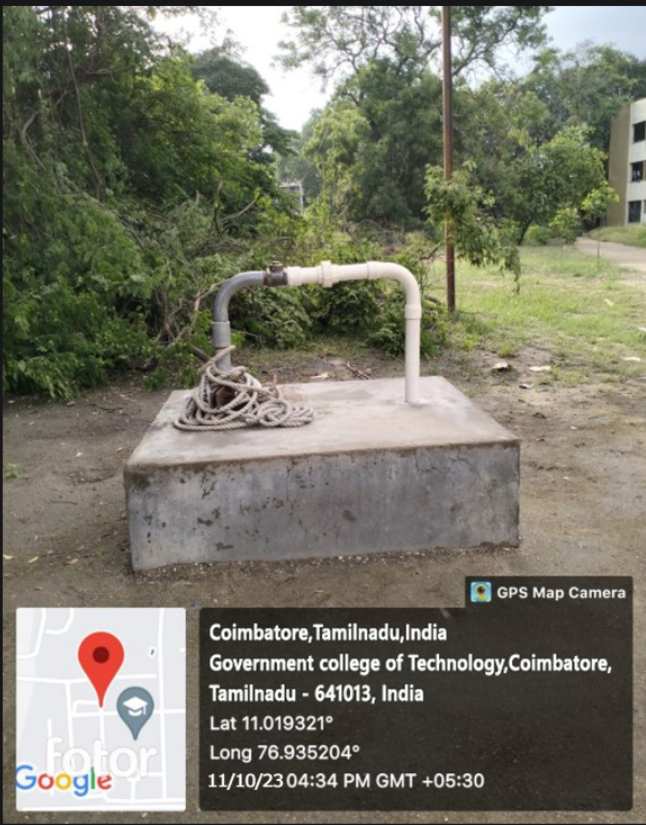 GPS Map Camera
Coimbatore,Tamilnadu,India
Government college of Technology,Coimbatore,
Tamilnadu - 641013, India
Lat 11.019321°
Long 76.935204°
11/10/23 04:34 PM GMT +05:30
fotor
Google